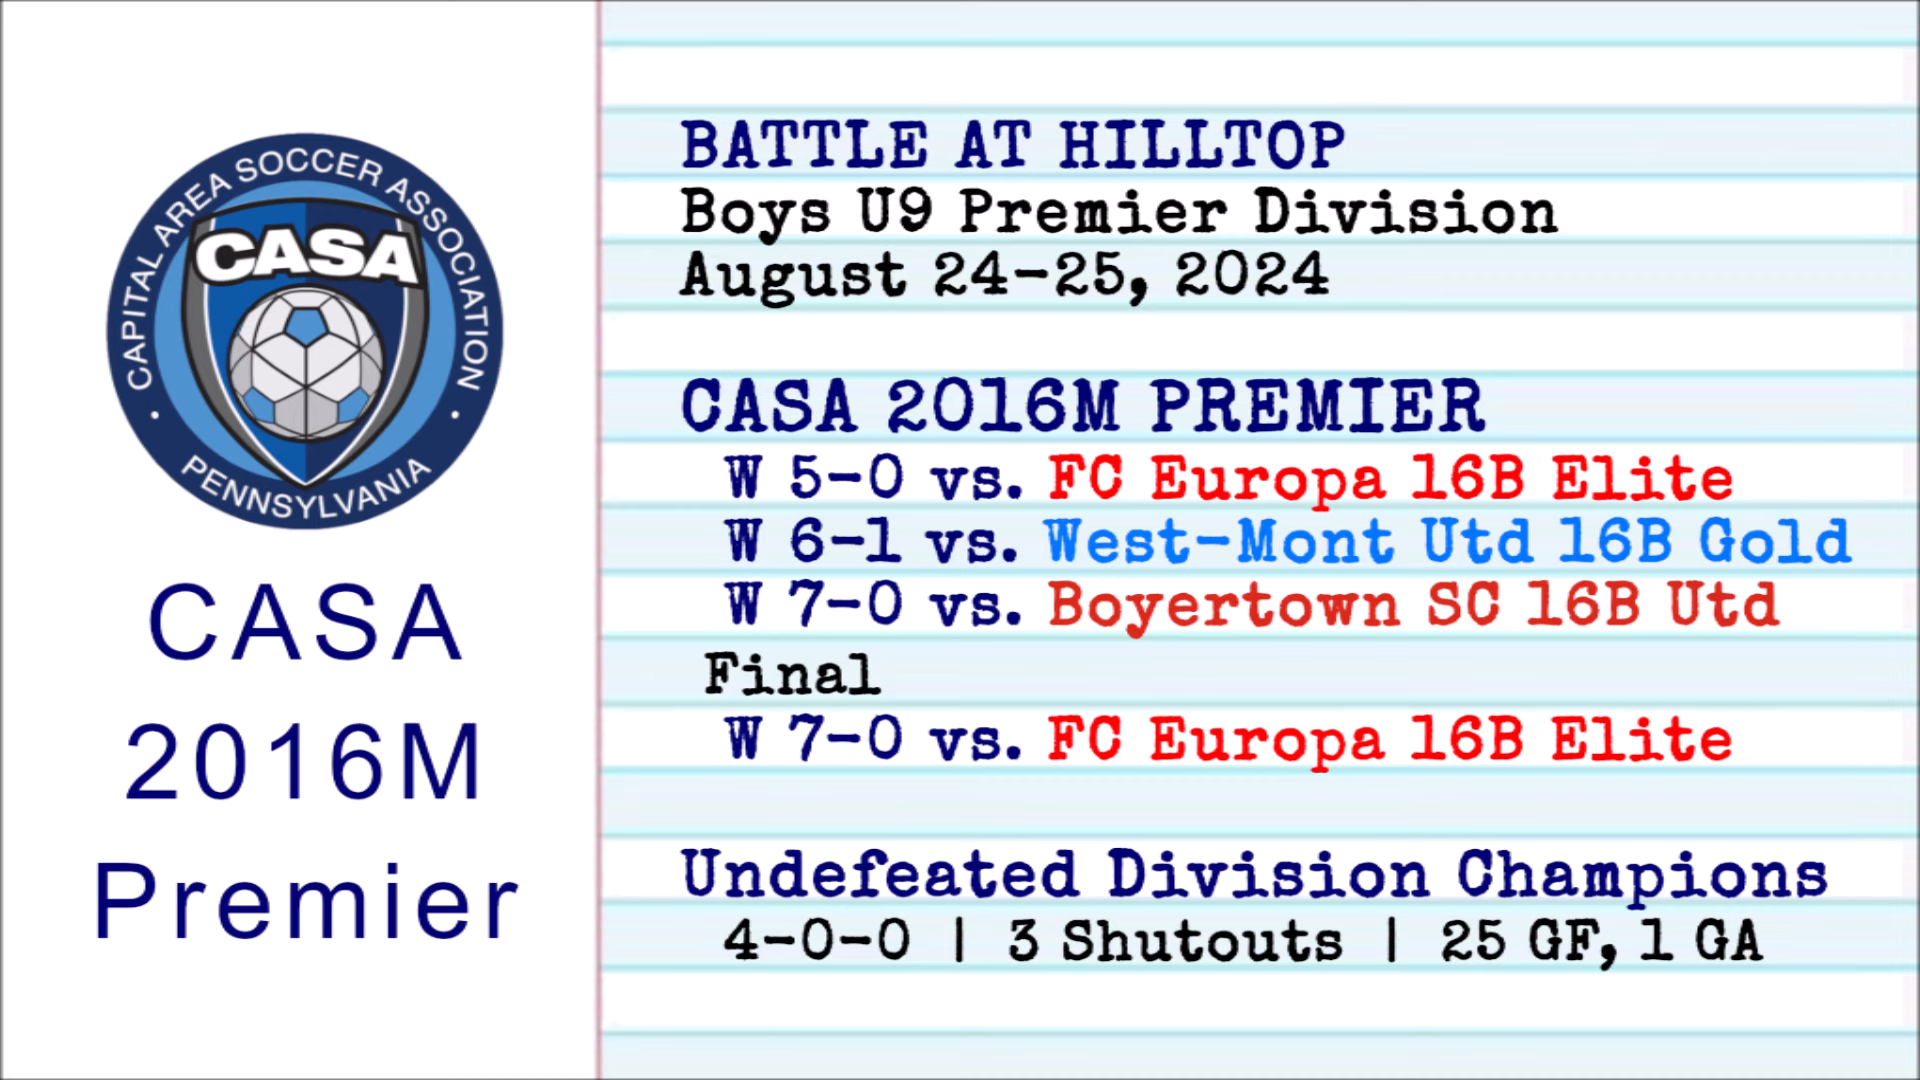 CAPITAL AREA SOCCER ASSOCIATION
CASA
PENNSYLVANIA
CASA
2016M
Premier
BATTLE AT HILLTOP
Boys U9 Premier Division
August 24-25, 2024
CASA 2016M PREMIER
W 5-0 vs. FC Europa 16B Elite
W 6-1 vs. West-Mont Utd 16B Gold
W 7-0 vs. Boyertown SC 16B Utd
Final
W 7-0 vs. FC Europa 16B Elite
Undefeated Division Champions
4-0-0 | 3 Shutouts | 25 GF, 1 GA